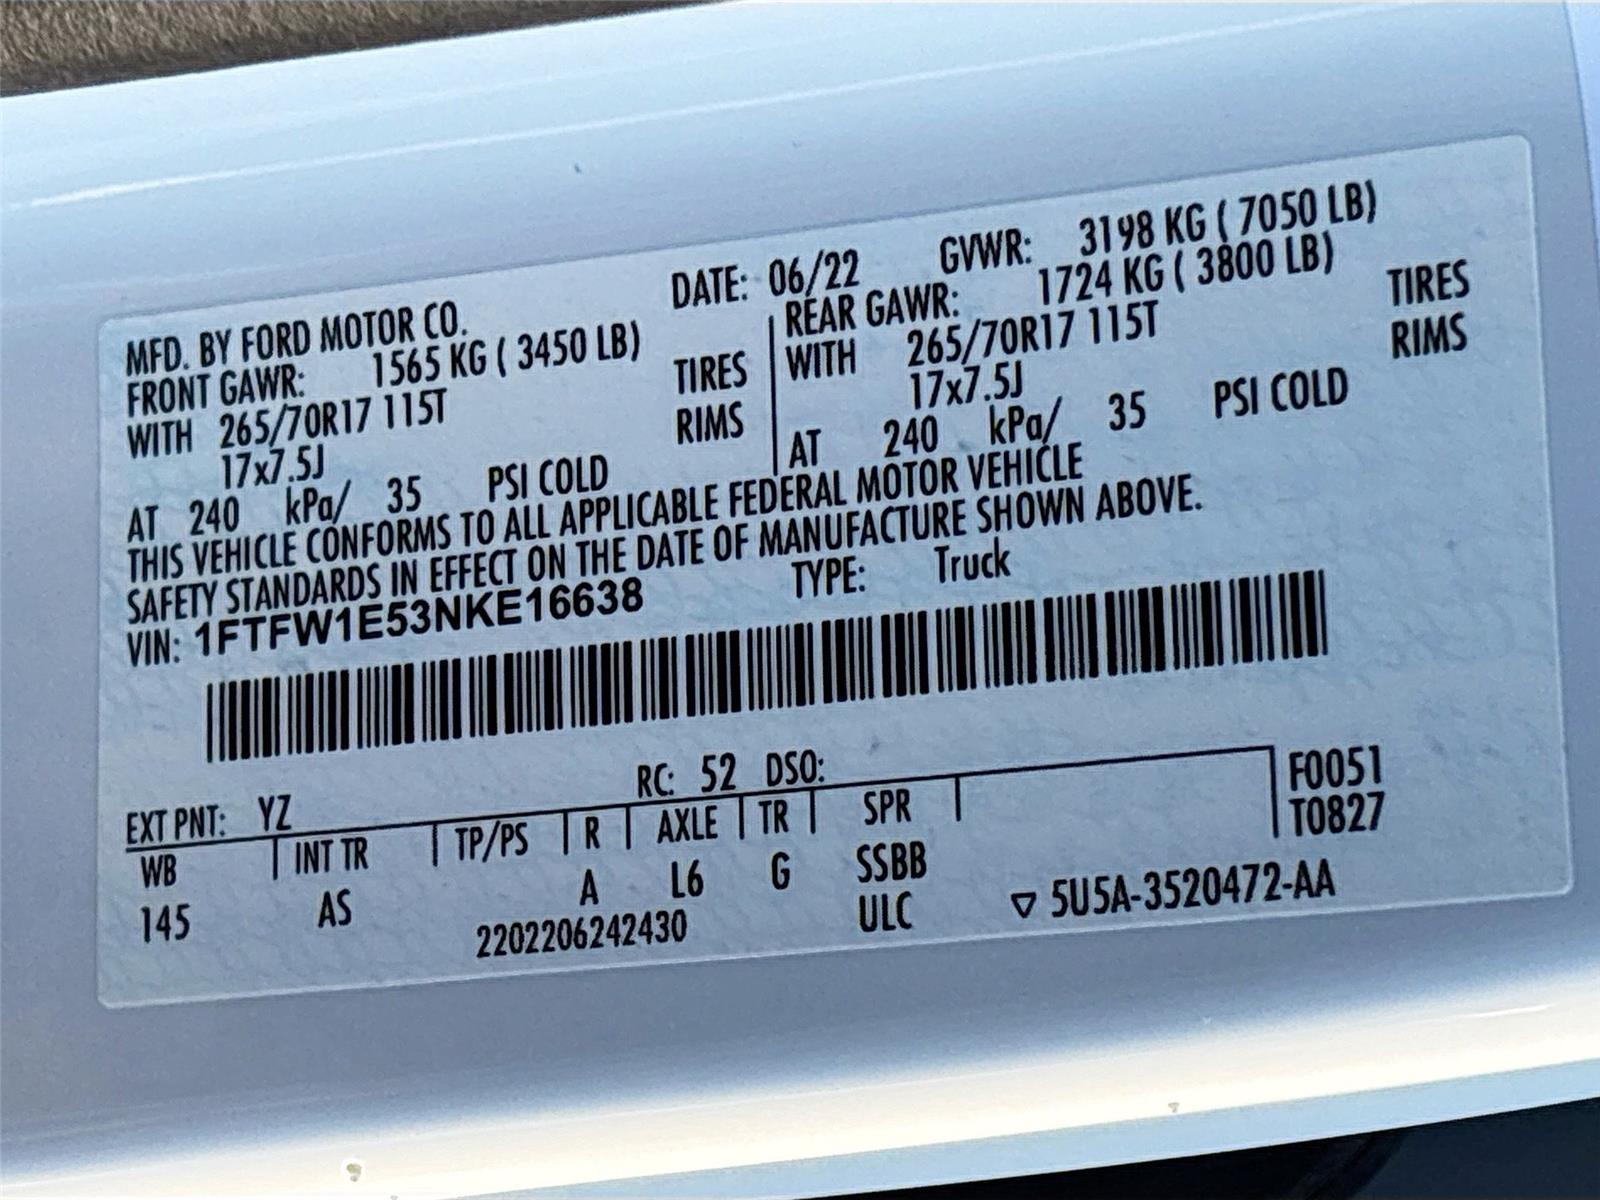 MFD. BY FORD MOTOR CO. DATE: 06/22 GVWR: 3198 KG ( 7050 LB)
FRONT GAWR: 1565 KG ( 3450 LB) REAR GAWR: 1724 KG ( 3800 LB)
WITH 265/70R17 115T TIRES WITH 265/70R17 115T TIRES
17x7.5J RIMS 17x7.5J RIMS
AT 240 kPa/ 35 PSI COLD AT 240 kPa/ 35 PSI COLD
THIS VEHICLE CONFORMS TO ALL APPLICABLE FEDERAL MOTOR VEHICLE
SAFETY STANDARDS IN EFFECT ON THE DATE OF MANUFACTURE SHOWN ABOVE.
VIN: 1FTFW1E53NKE16638 TYPE: Truck
EXT PNT: YZ RC: 52 DSO: F0051
WB INT TR TP/PS R AXLE TR SPR T0827
145 AS A L6 G SSBB
2202206242430 ULC ▽ 5U5A-3520472-AA